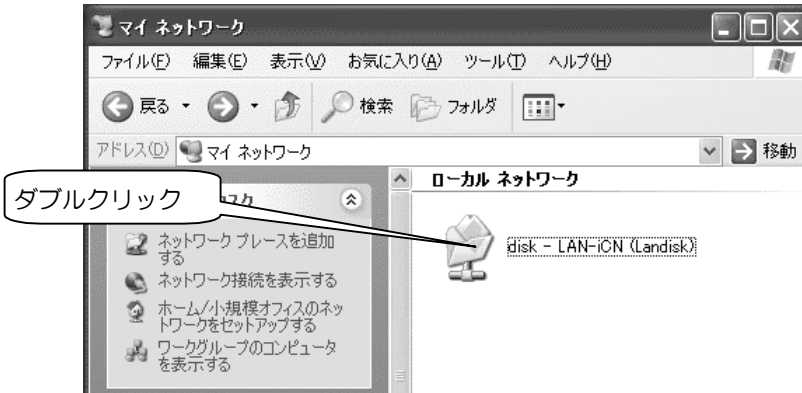 マイ ネットワーク
ファイル(F) 編集(E) 表示(V) お気に入り(A) ツール(T) ヘルプ(H)
戻る 検索 フォルダ
アドレス(D) マイ ネットワーク 移動
ダブルクリック
スク
ネットワーク プレースを追加
する
ネットワーク接続を表示する
ホーム/小規模オフィスのネッ
トワークをセットアップする
ワークグループのコンピュータ
を表示する
ローカル ネットワーク
disk - LAN-iCN (Landisk)